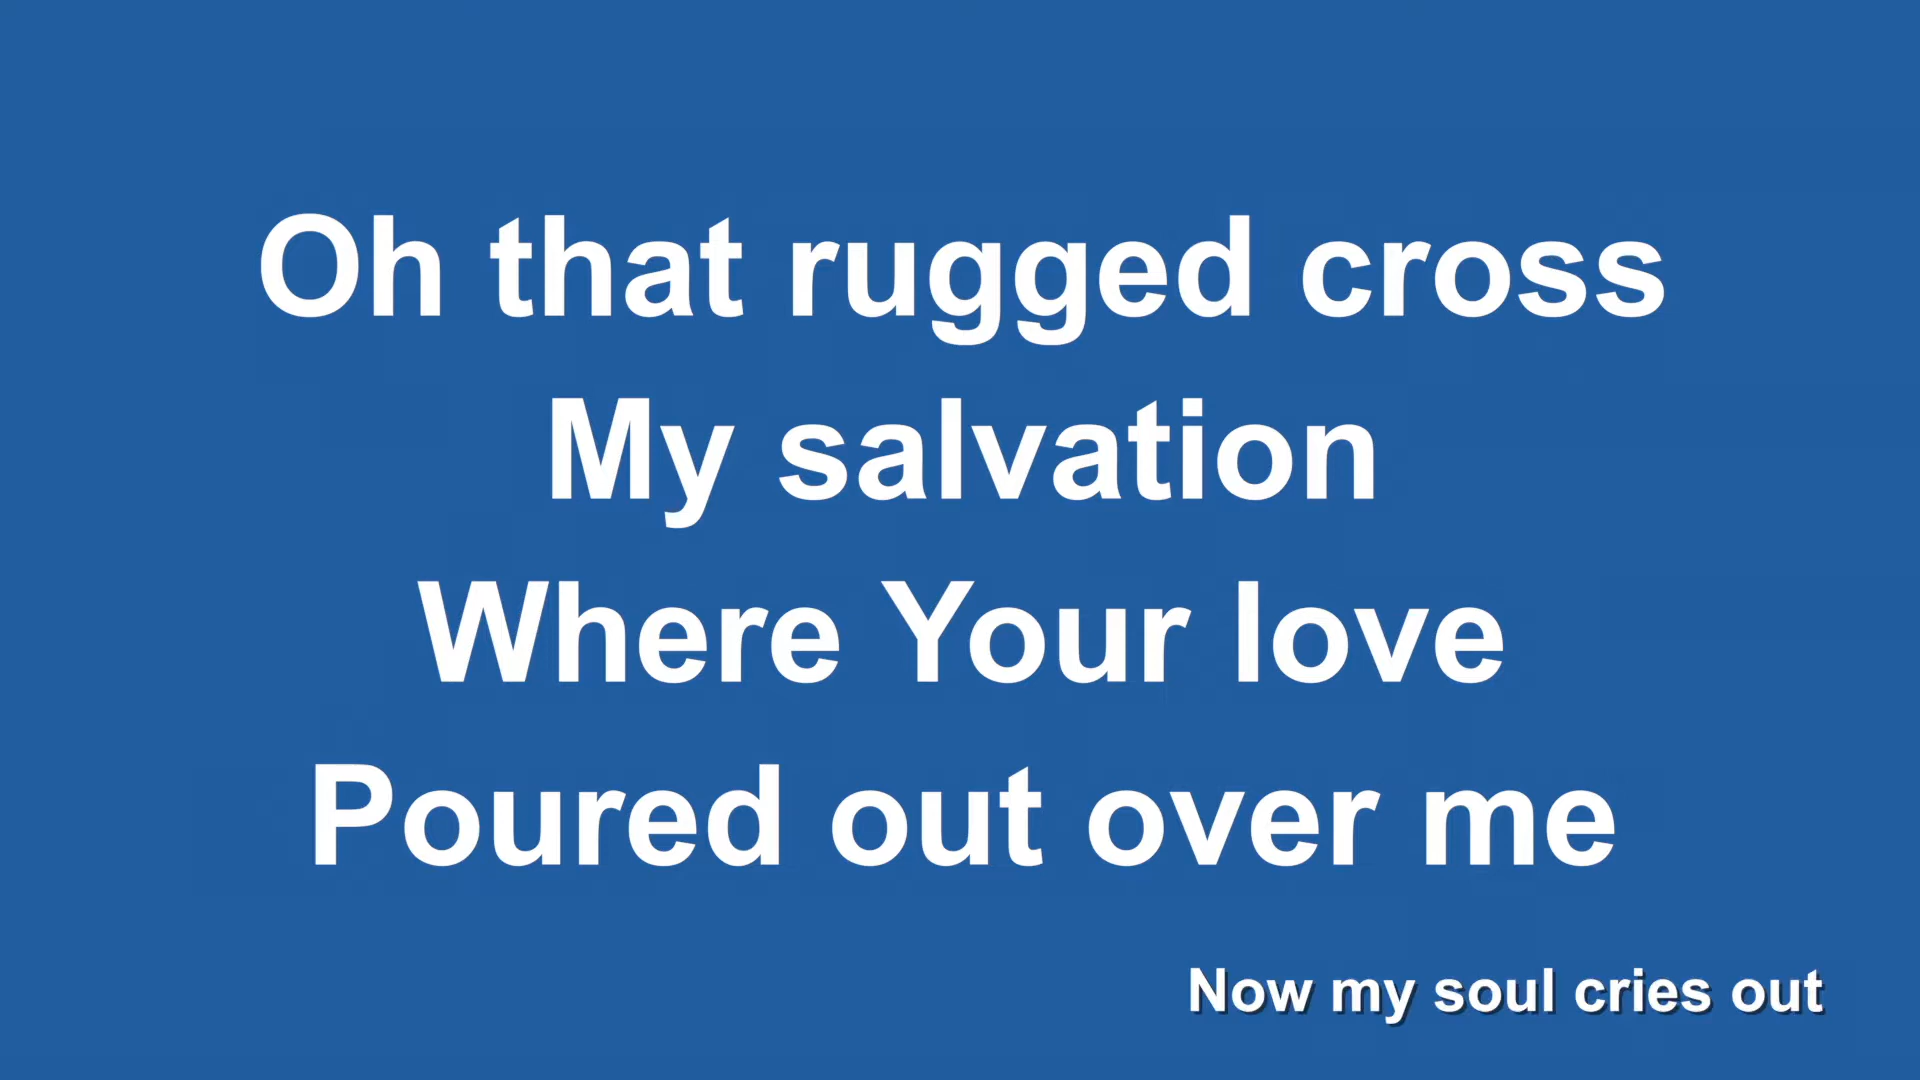 Oh that rugged cross
My salvation
Where Your love
Poured out over me
Now my soul cries out